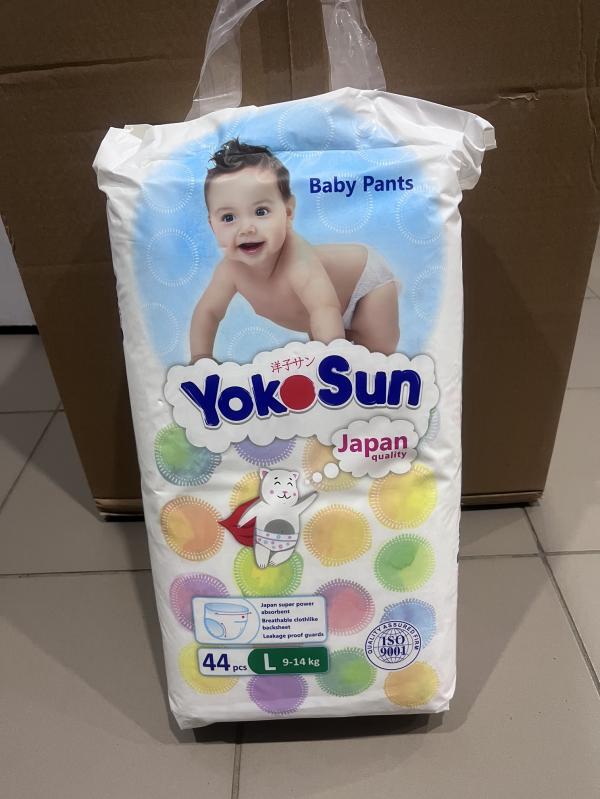 Baby Pants
洋子サン
YokoSun
Japan
quality
Japan super power
absorbent
Breathable clothlike
backsheet
Leakage proof guards
44 pcs L 9-14 kg
QUALITY ASSURED FIRM
ISO
9001